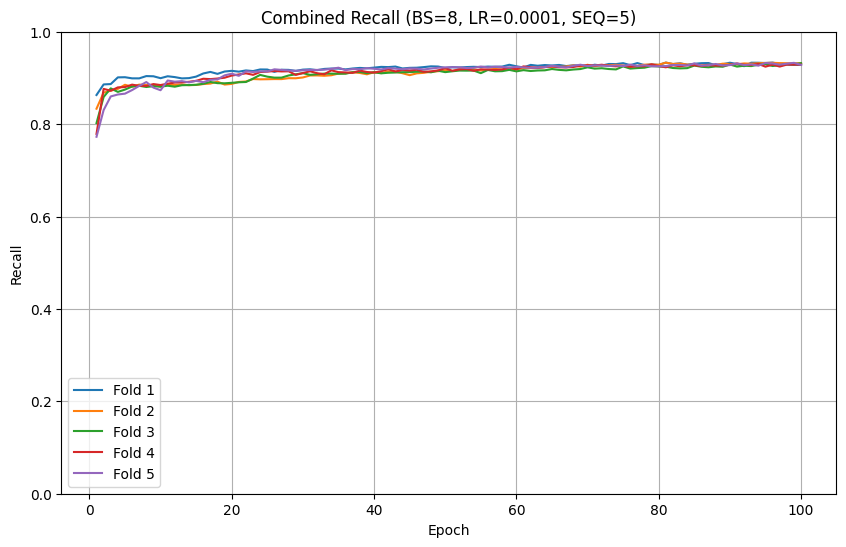 Combined Recall (BS=8, LR=0.0001, SEQ=5)
1.0
0.8
0.6
0.4
0.2
0.0
Recall
Fold 1
Fold 2
Fold 3
Fold 4
Fold 5
0 20 40 60 80 100
Epoch